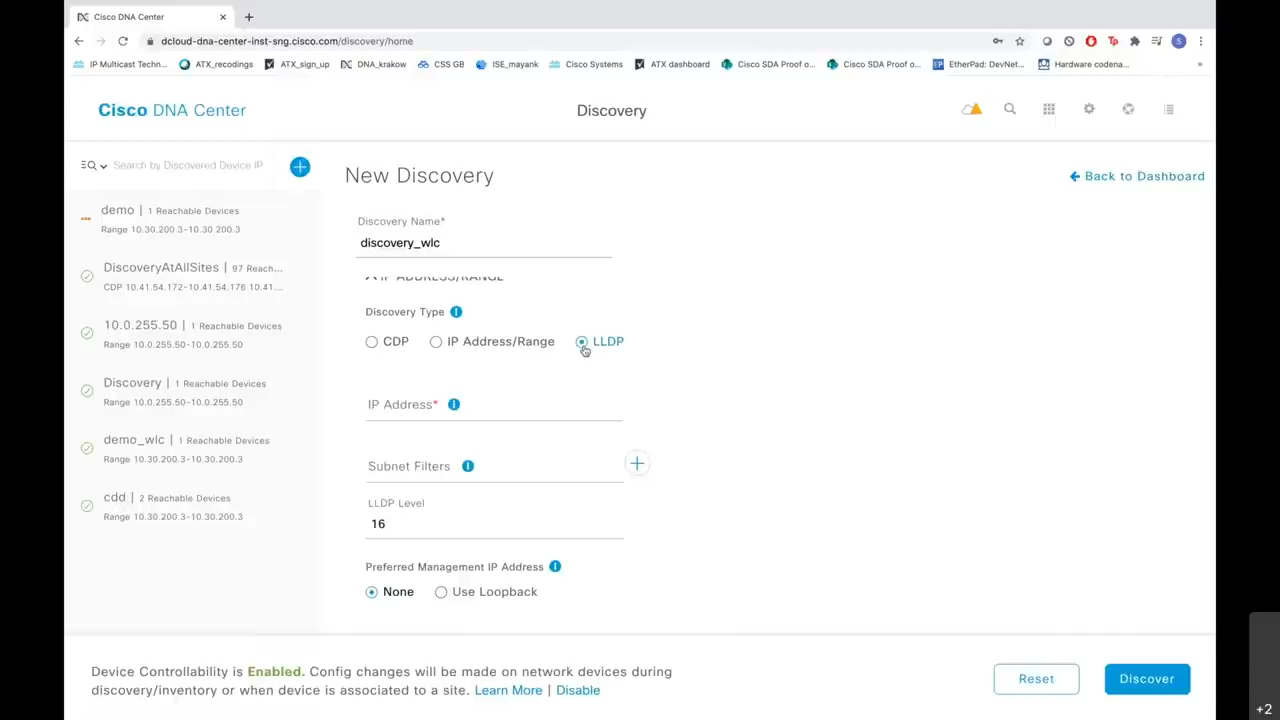 Cisco DNA Center
dcloud-dna-center-inst-sng.cisco.com/discovery/home
IP Multicast Techn... ATX_recodings ATX_sign_up DNA_krakow CSS GB ISE_mayank Cisco Systems ATX dashboard Cisco SDA Proof o... Cisco SDA Proof o... EtherPad: DevNet... Hardware codena... »
Cisco DNA Center
Discovery
Search by Discovered Device IP
New Discovery
Back to Dashboard
demo | 1 Reachable Devices
Range 10.30.200.3-10.30.200.3
DiscoveryAtAllSites | 97 Reach...
CDP 10.41.54.172-10.41.54.176 10.41...
10.0.255.50 | 1 Reachable Devices
Range 10.0.255.50-10.0.255.50
Discovery | 1 Reachable Devices
Range 10.0.255.50-10.0.255.50
demo_wlc | 1 Reachable Devices
Range 10.30.200.3-10.30.200.3
cdd | 2 Reachable Devices
Range 10.30.200.3-10.30.200.3
Discovery Name*
discovery_wlc
IP ADDRESS/RANGE
Discovery Type
CDP IP Address/Range LLDP
IP Address*
Subnet Filters
LLDP Level
16
Preferred Management IP Address
None Use Loopback
Device Controllability is Enabled. Config changes will be made on network devices during
discovery/inventory or when device is associated to a site. Learn More | Disable
Reset
Discover
+2